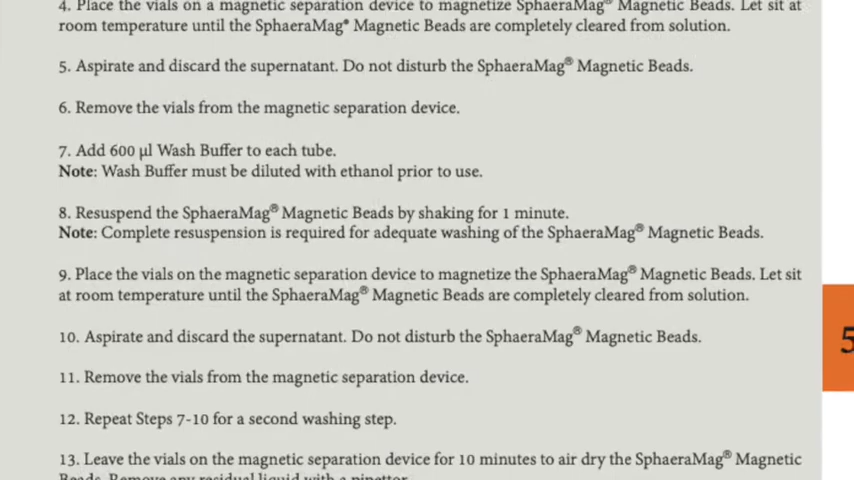 4. Place the vials on a magnetic separation device to magnetize SphaeraMag® Magnetic Beads. Let sit at
room temperature until the SphaeraMag® Magnetic Beads are completely cleared from solution.
5. Aspirate and discard the supernatant. Do not disturb the SphaeraMag® Magnetic Beads.
6. Remove the vials from the magnetic separation device.
7. Add 600 µl Wash Buffer to each tube.
Note: Wash Buffer must be diluted with ethanol prior to use.
8. Resuspend the SphaeraMag® Magnetic Beads by shaking for 1 minute.
Note: Complete resuspension is required for adequate washing of the SphaeraMag® Magnetic Beads.
9. Place the vials on the magnetic separation device to magnetize the SphaeraMag® Magnetic Beads. Let sit
at room temperature until the SphaeraMag® Magnetic Beads are completely cleared from solution.
10. Aspirate and discard the supernatant. Do not disturb the SphaeraMag® Magnetic Beads.
11. Remove the vials from the magnetic separation device.
12. Repeat Steps 7-10 for a second washing step.
13. Leave the vials on the magnetic separation device for 10 minutes to air dry the SphaeraMag® Magnetic
Beads. Remove any residual liquid with a pipettor.
5